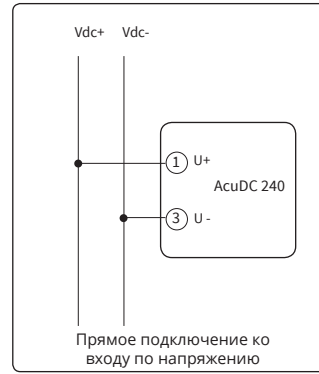 Vdc+ Vdc-
1 U+
AcuDC 240
3 U -
Прямое подключение ко
входу по напряжению